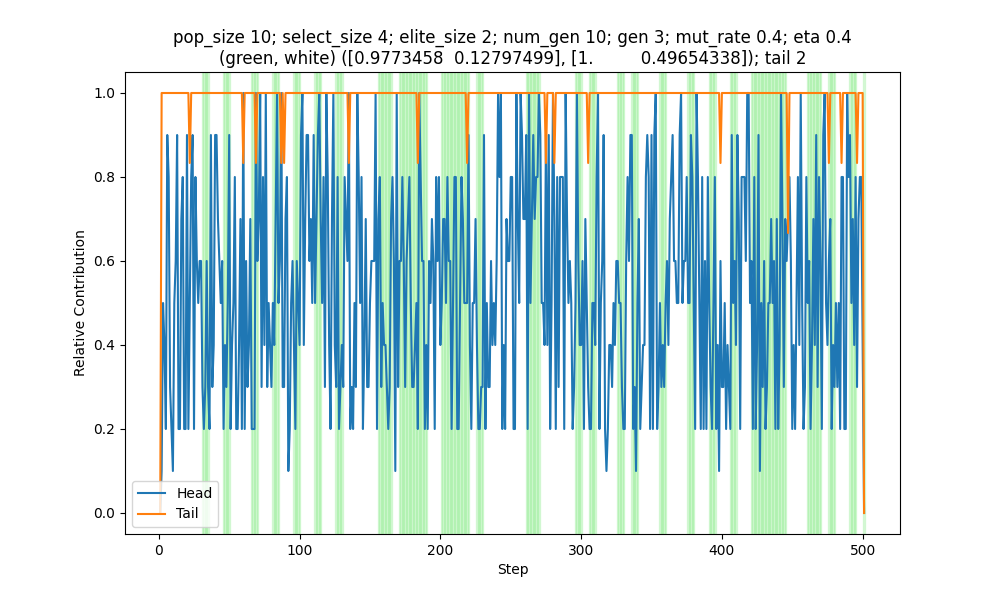 pop_size 10; select_size 4; elite_size 2; num_gen 10; gen 3; mut_rate 0.4; eta 0.4
(green, white) ([0.9773458  0.12797499], [1.         0.49654338]); tail 2
1.0
0.8
0.6
0.4
0.2
0.0
Relative Contribution
Head
Tail
0 100 200 300 400 500
Step